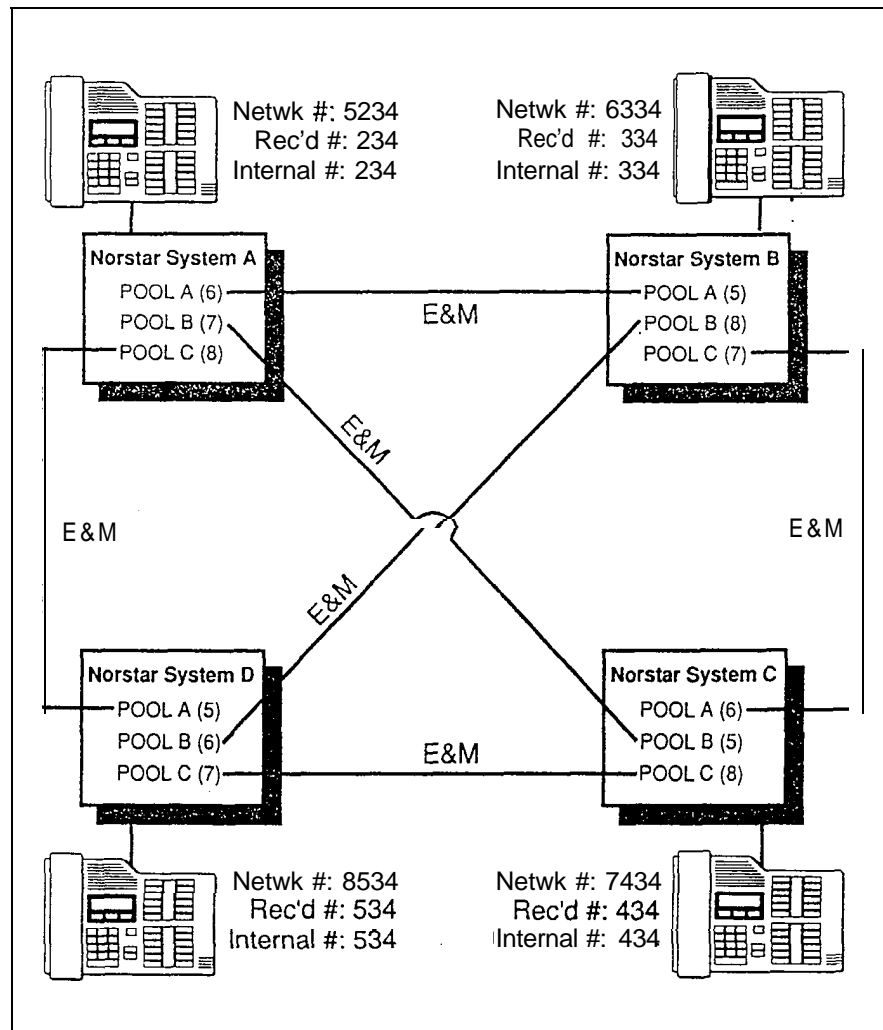 Netwk #: 5234
Rec'd #: 234
Internal #: 234
Netwk #: 6334
Rec'd #: 334
Internal #: 334
Norstar System A
POOL A (6)
POOL B (7)
POOL C (8)
E&M
Norstar System B
POOL A (5)
POOL B (8)
POOL C (7)
E&M
E&M
E&M
E&M
Norstar System D
POOL A (5)
POOL B (6)
POOL C (7)
E&M
Norstar System C
POOL A (6)
POOL B (5)
POOL C (8)
Netwk #: 8534
Rec'd #: 534
Internal #: 534
Netwk #: 7434
Rec'd #: 434
Internal #: 434